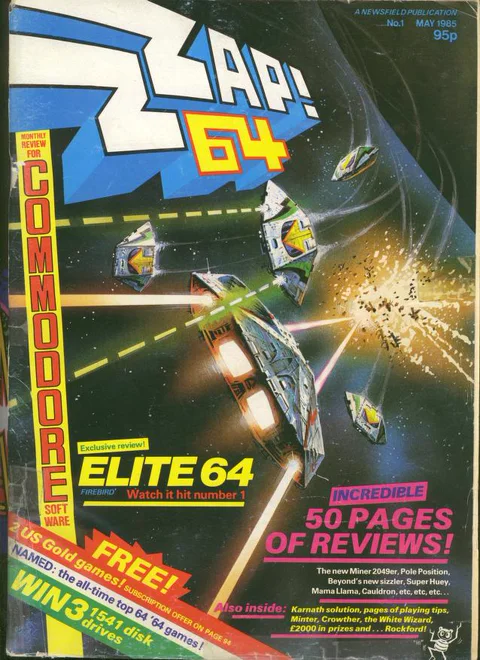 A NEWSFIELD PUBLICATION
No.1 MAY 1985
95p
ZZAP!
64
MONTHLY
REVIEW
FOR
COMMODORE
SOFT
WARE
Exclusive review!
ELITE 64
FIREBIRD
Watch it hit number 1
INCREDIBLE
50 PAGES
OF REVIEWS!
The new Miner 2049er, Pole Position,
Beyond's new sizzler, Super Huey,
Mama Llama, Cauldron, etc, etc, etc...
Also inside:
Karnath solution, pages of playing tips,
Minter, Crowther, the White Wizard,
£2000 in prizes and ... Rockford!
FREE!
2 US Gold games! SUBSCRIPTION OFFER ON PAGE 94
NAMED: the all-time top 64 '64 games!
WIN 3 1541 disk
drives